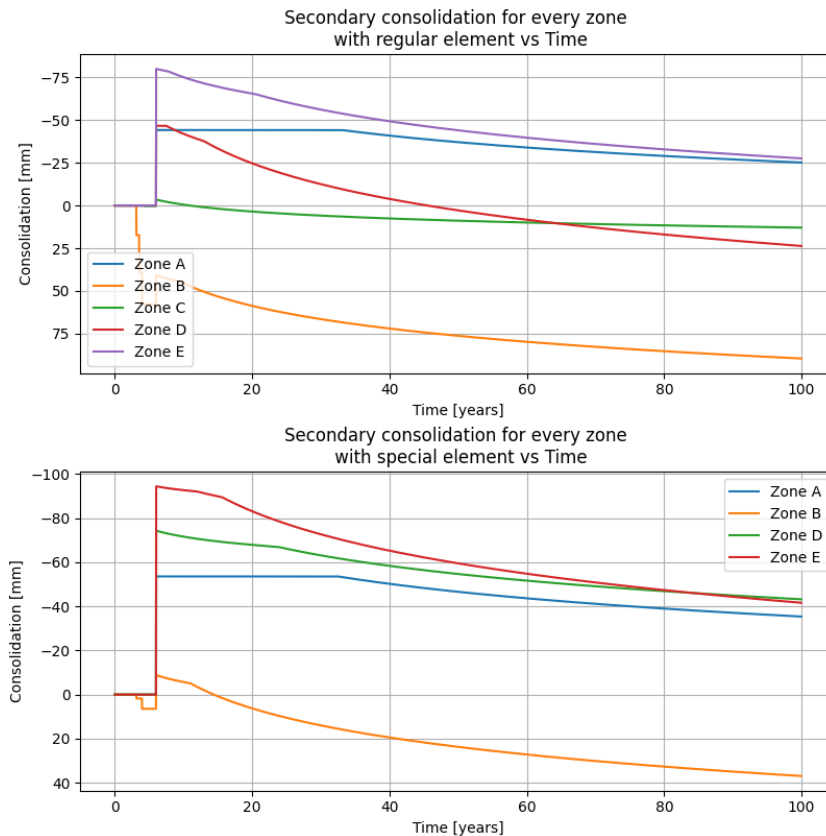 Secondary consolidation for every zone
with regular element vs Time
Consolidation [mm]
−75
−50
−25
0
25
50
75
Zone A
Zone B
Zone C
Zone D
Zone E
0
20
40
60
80
100
Time [years]
Secondary consolidation for every zone
with special element vs Time
Consolidation [mm]
−100
−80
−60
−40
−20
0
20
40
Zone A
Zone B
Zone D
Zone E
0
20
40
60
80
100
Time [years]